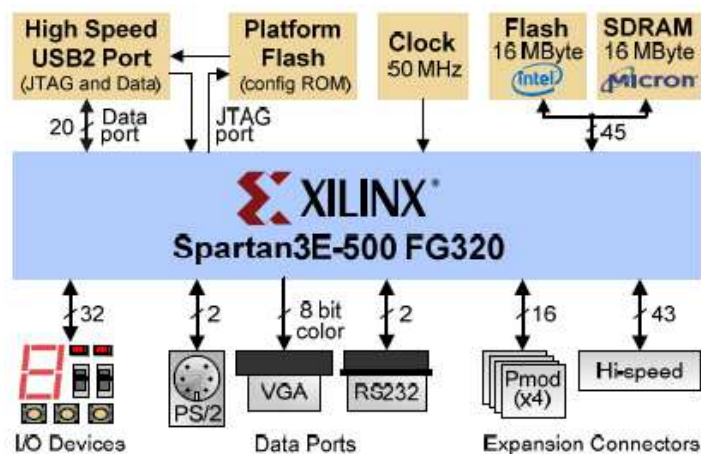 High Speed
USB2 Port
(JTAG and Data)
Platform
Flash
(config ROM)
Clock
50 MHz
Flash
16 MByte
intel
SDRAM
16 MByte
Micron
20
Data
port
JTAG
port
45
XILINX®
Spartan3E-500 FG320
32
2
8 bit
color
2
16
43
PS/2
VGA
RS232
Pmod
(x4)
Hi-speed
I/O Devices
Data Ports
Expansion Connectors